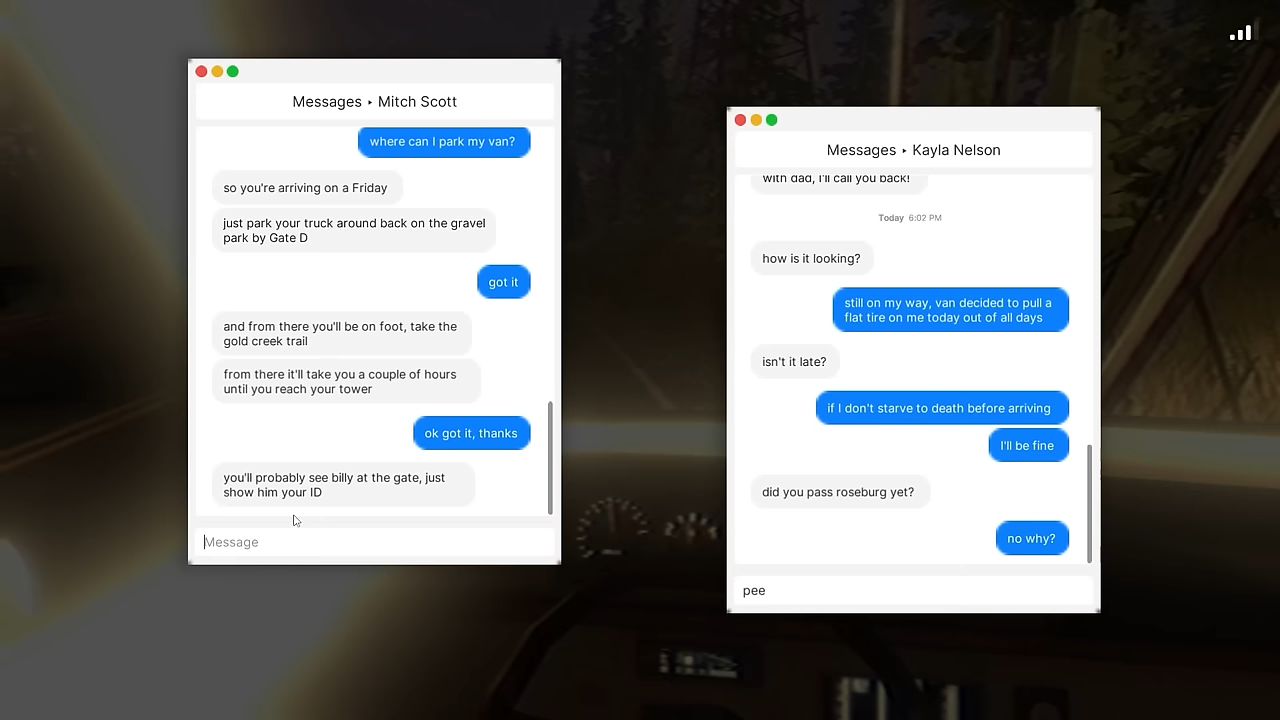 Messages ‣ Mitch Scott
where can I park my van?
so you're arriving on a Friday
just park your truck around back on the gravel
park by Gate D
got it
and from there you'll be on foot, take the
gold creek trail
from there it'll take you a couple of hours
until you reach your tower
ok got it, thanks
you'll probably see billy at the gate, just
show him your ID
Message
Messages ‣ Kayla Nelson
with dad, I'll call you back!
Today 6:02 PM
how is it looking?
still on my way, van decided to pull a
flat tire on me today out of all days
isn't it late?
if I don't starve to death before arriving
I'll be fine
did you pass roseburg yet?
no why?
pee